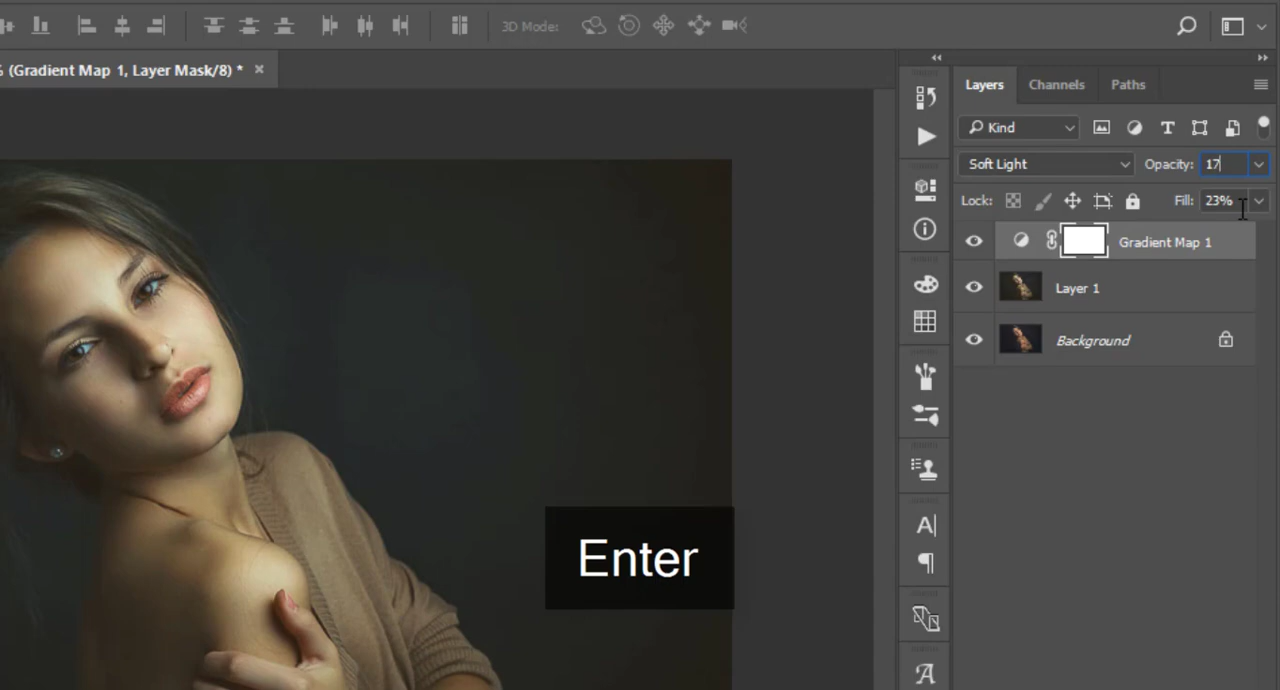 3D Mode:
% (Gradient Map 1, Layer Mask/8) * ×
Layers Channels Paths
Kind
Soft Light Opacity: 17
Lock: Fill: 23%
Gradient Map 1
Layer 1
Background
Enter